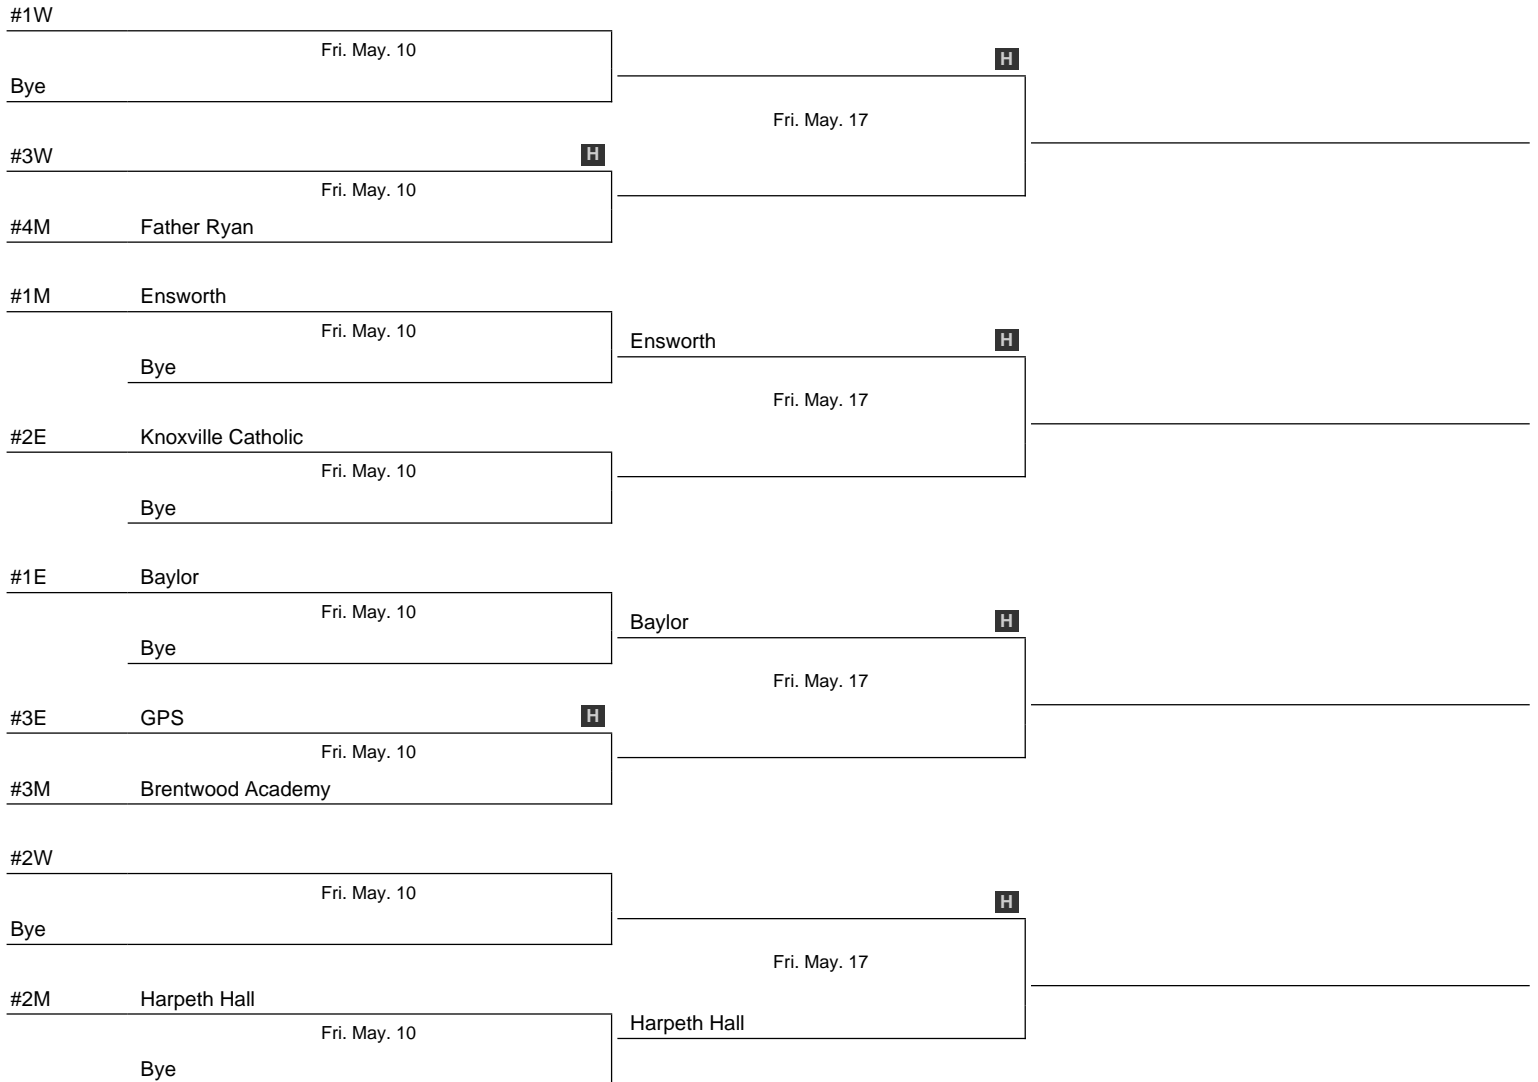 #1W
Fri. May. 10
H
Bye
Fri. May. 17
#3W H
Fri. May. 10
#4M Father Ryan
#1M Ensworth
Fri. May. 10
Ensworth H
Bye
Fri. May. 17
#2E Knoxville Catholic
Fri. May. 10
Bye
#1E Baylor
Fri. May. 10
Baylor H
Bye
Fri. May. 17
#3E GPS H
Fri. May. 10
#3M Brentwood Academy
#2W
Fri. May. 10
H
Bye
Fri. May. 17
#2M Harpeth Hall
Harpeth Hall
Fri. May. 10
Bye